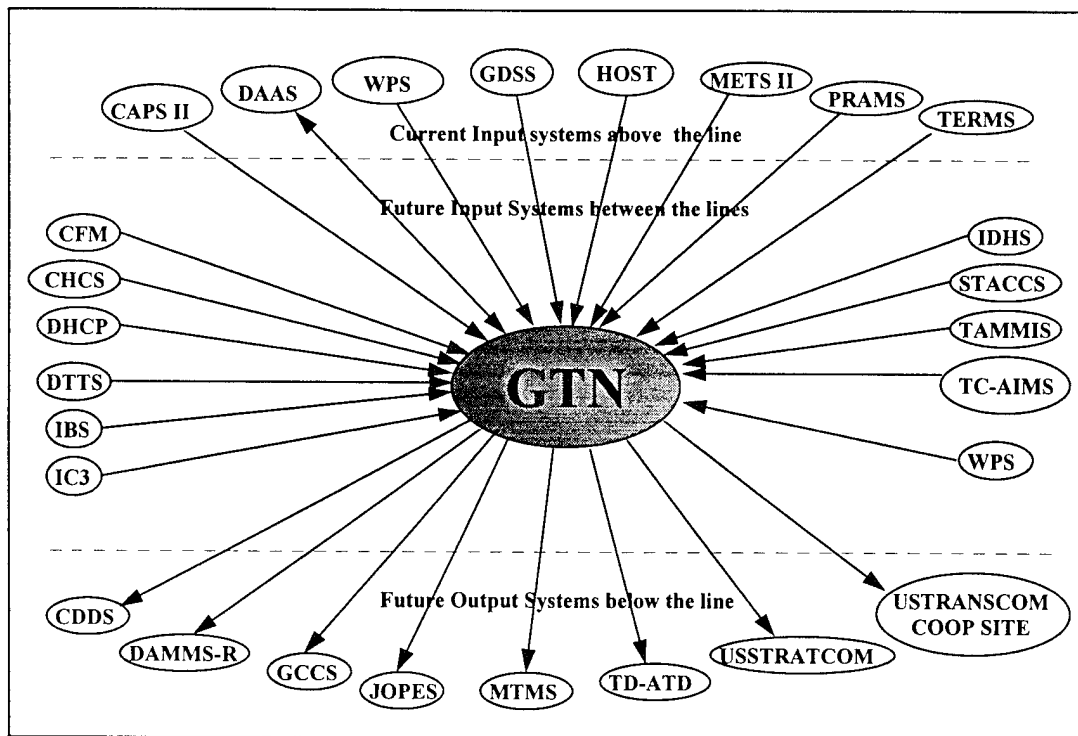 CAPS II
DAAS
WPS
GDSS
HOST
METS II
PRAMS
TERMS
Current Input systems above the line
Future Input Systems between the lines
CFM
CHCS
DHCP
DTTS
IBS
IC3
GTN
IDHS
STACCS
TAMMIS
TC-AIMS
WPS
Future Output Systems below the line
CDDS
DAMMS-R
GCCS
JOPES
MTMS
TD-ATD
USSTRATCOM
USTRANSCOM
COOP SITE